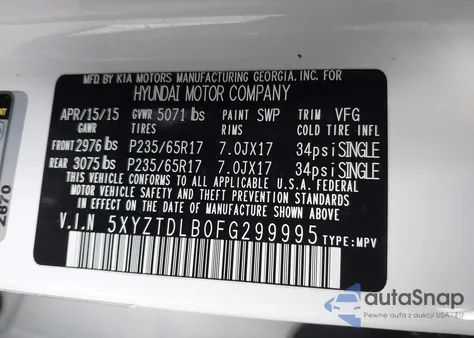 MFD. BY KIA MOTORS MANUFACTURING GEORGIA, INC. FOR
HYUNDAI MOTOR COMPANY
APR/15/15 GVWR 5071 lbs PAINT SWP TRIM VFG
GAWR TIRES RIMS COLD TIRE INFL
FRONT 2976 lbs P235/65R17 7.0JX17 34psi SINGLE
REAR 3075 lbs P235/65R17 7.0JX17 34psi SINGLE
THIS VEHICLE CONFORMS TO ALL APPLICABLE U.S.A. FEDERAL
MOTOR VEHICLE SAFETY AND THEFT PREVENTION
STANDARDS IN EFFECT ON THE DATE OF MANUFACTURE
SHOWN ABOVE
V.I.N 5XYZTDLB0FG299995 TYPE: MPV
2670
autoSnap
Pewne auta z aukcji USA i EU